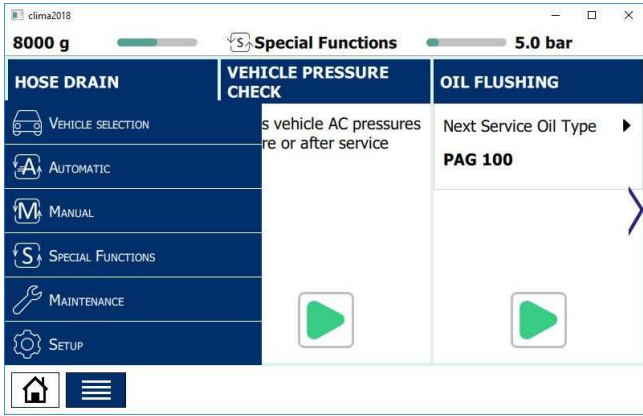 clima2018
8000 g
Special Functions
5.0 bar
HOSE DRAIN
VEHICLE PRESSURE
CHECK
OIL FLUSHING
VEHICLE SELECTION
AUTOMATIC
MANUAL
SPECIAL FUNCTIONS
MAINTENANCE
SETUP
s vehicle AC pressures
re or after service
Next Service Oil Type
PAG 100